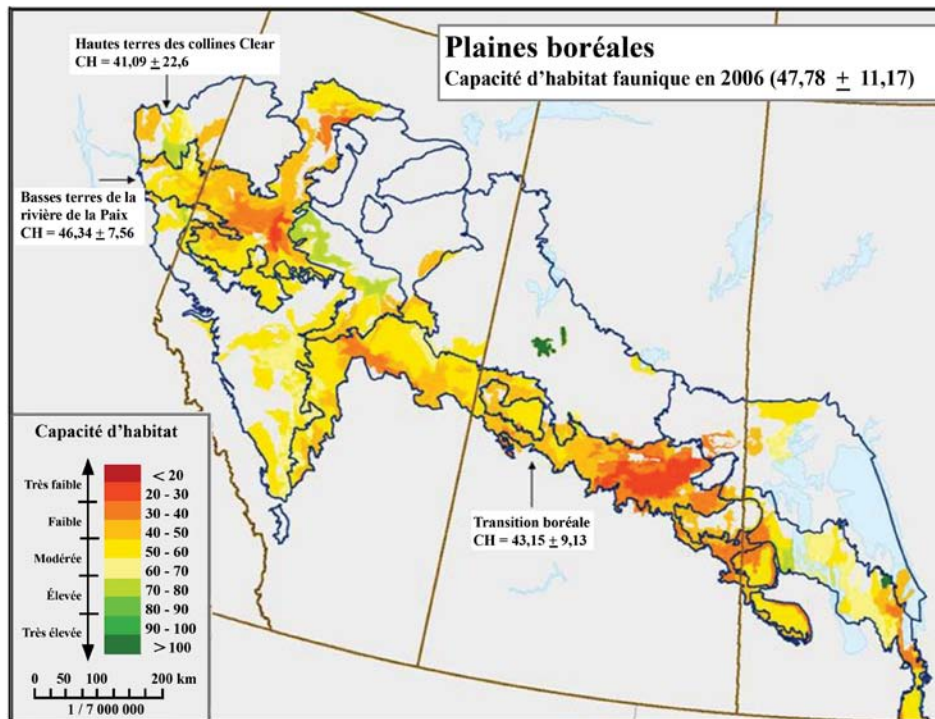 Hautes terres des collines Clear
CH = 41,09 ± 22,6
Plaines boréales
Capacité d'habitat faunique en 2006 (47,78 ± 11,17)
Basses terres de la
rivière de la Paix
CH = 46,34 ± 7,56
Transition boréale
CH = 43,15 ± 9,13
Capacité d'habitat
Très faible
Faible
Modérée
Élevée
Très élevée
< 20
20 - 30
30 - 40
40 - 50
50 - 60
60 - 70
70 - 80
80 - 90
90 - 100
> 100
0 50 100 200 km
1 / 7 000 000